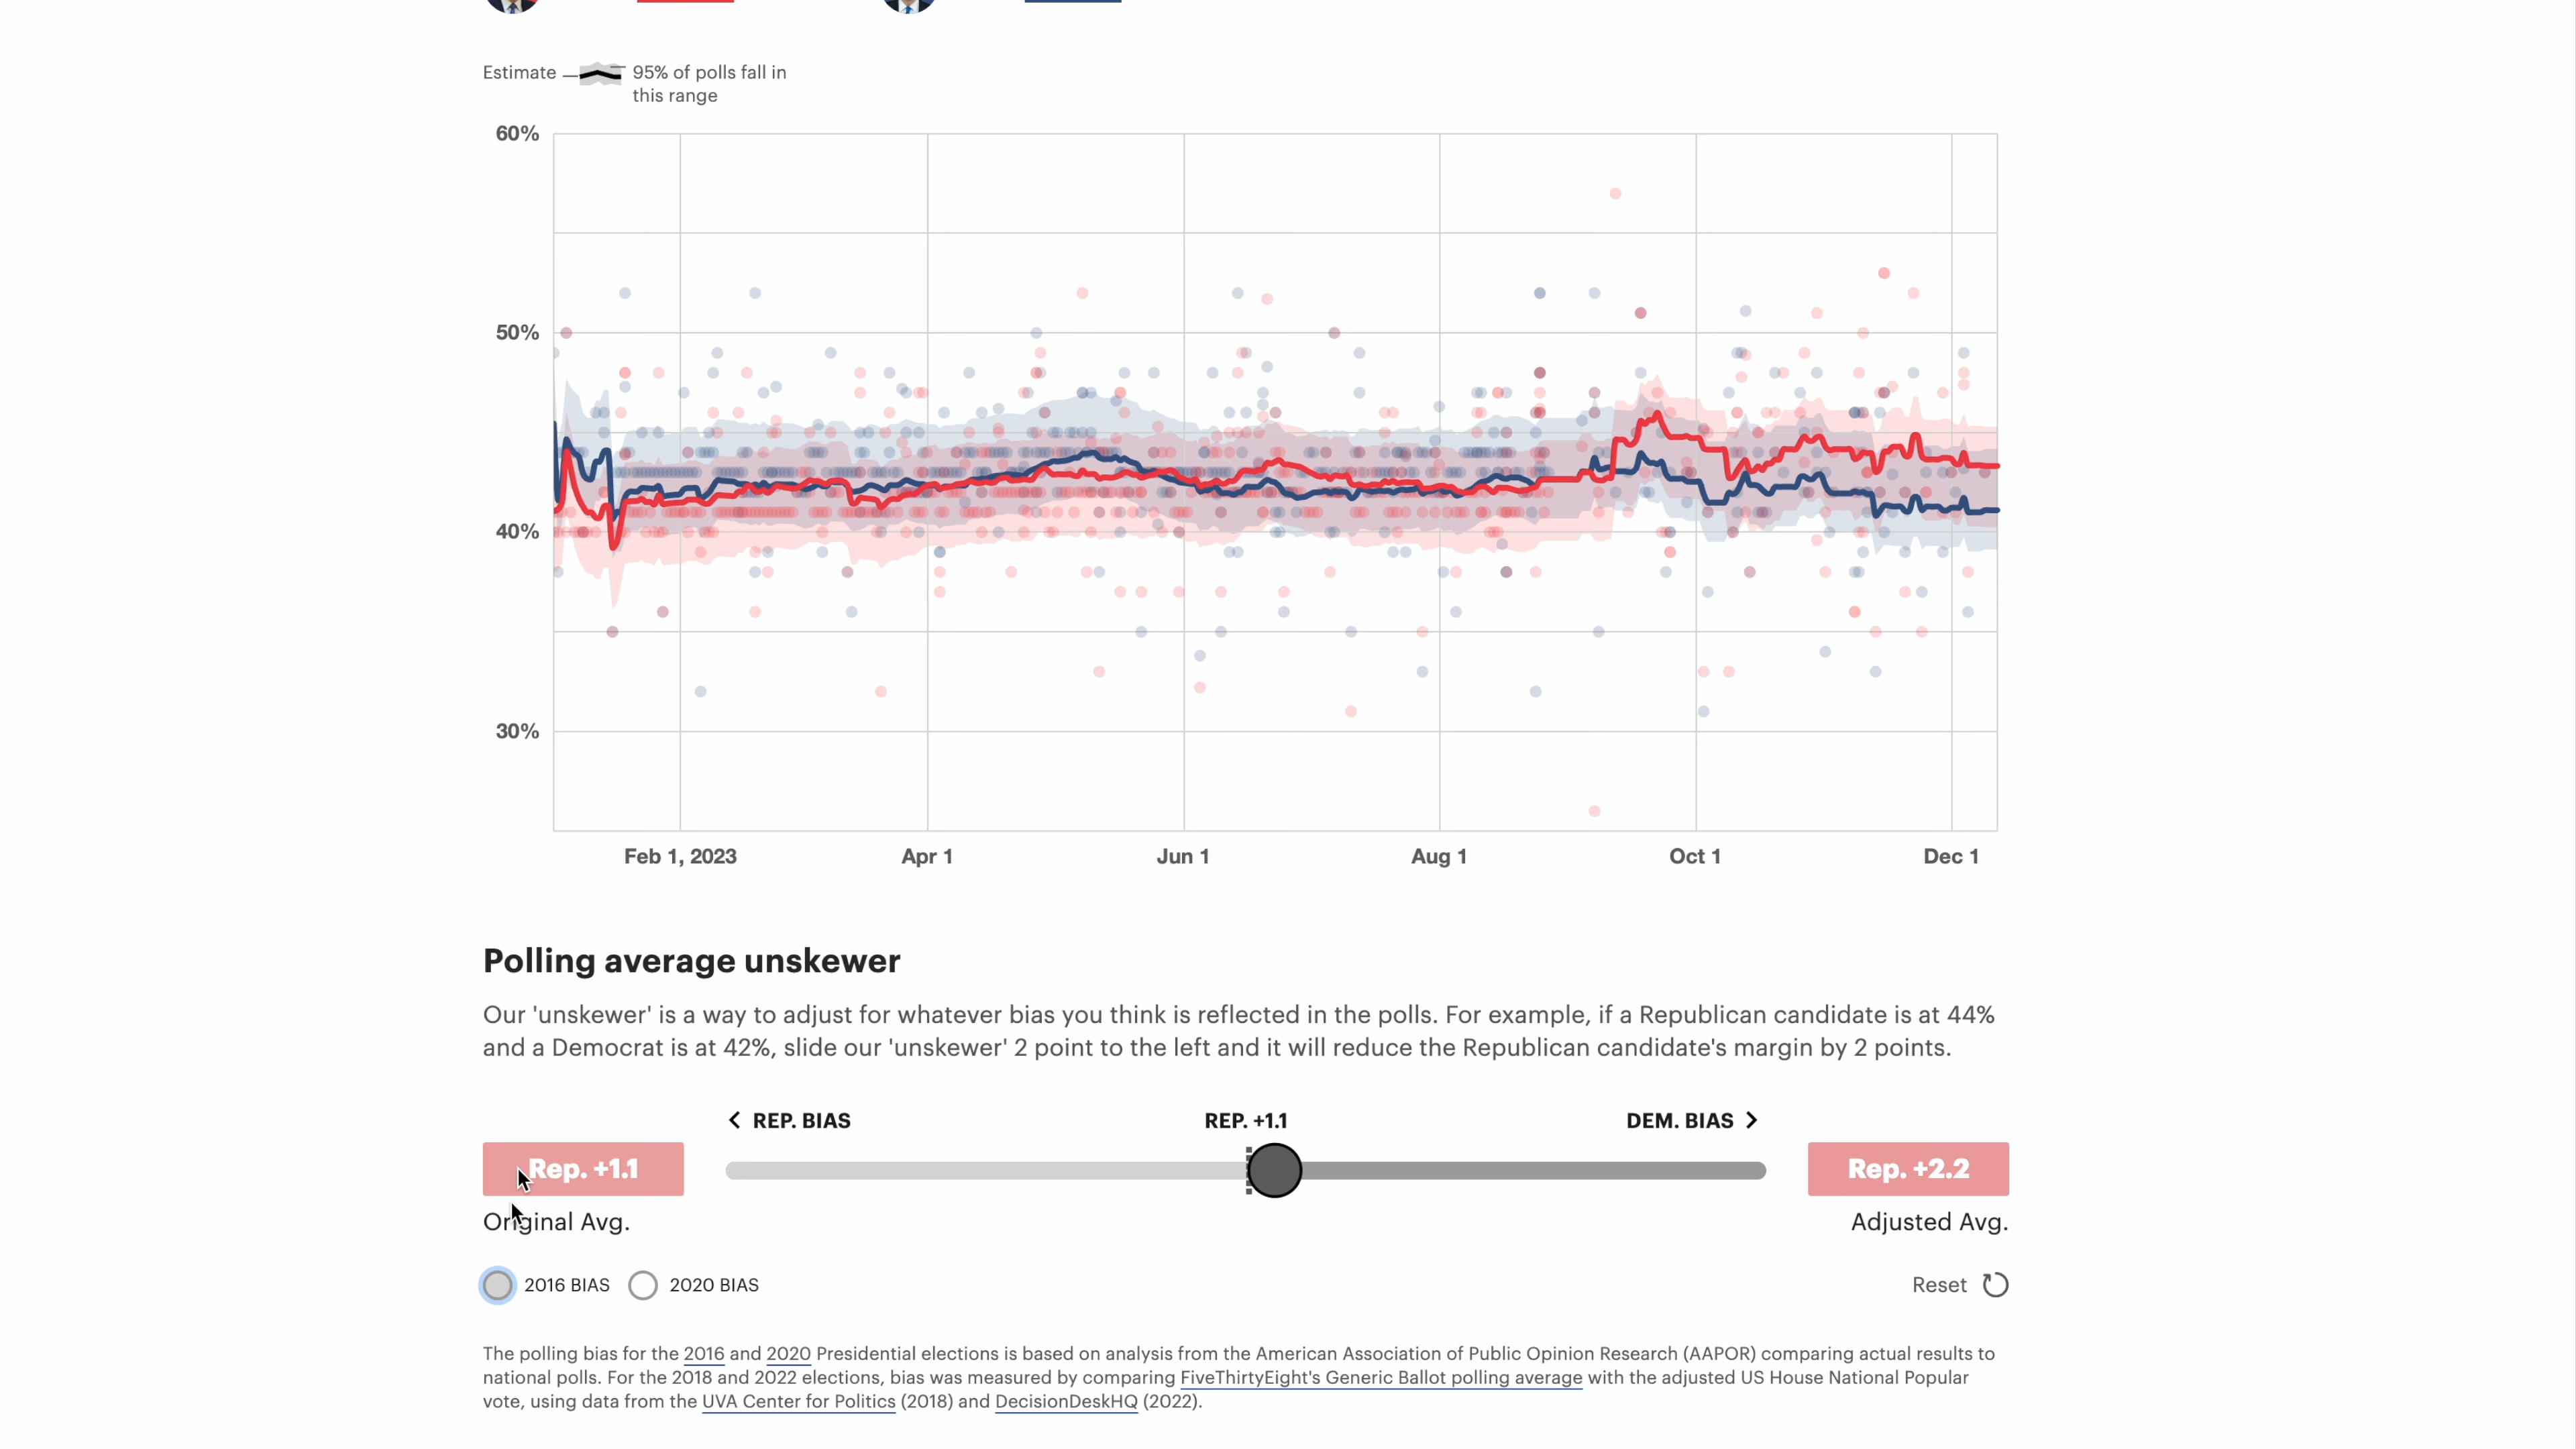 Estimate
95% of polls fall in
this range
60%
50%
40%
30%
Feb 1, 2023
Apr 1
Jun 1
Aug 1
Oct 1
Dec 1
Polling average unskewer
Our 'unskewer' is a way to adjust for whatever bias you think is reflected in the polls. For example, if a Republican candidate is at 44%
and a Democrat is at 42%, slide our 'unskewer' 2 point to the left and it will reduce the Republican candidate's margin by 2 points.
REP. BIAS
REP. +1.1
DEM. BIAS
Rep. +1.1
Rep. +2.2
Original Avg.
Adjusted Avg.
2016 BIAS
2020 BIAS
Reset
The polling bias for the 2016 and 2020 Presidential elections is based on analysis from the American Association of Public Opinion Research (AAPOR) comparing actual results to
national polls. For the 2018 and 2022 elections, bias was measured by comparing FiveThirtyEight's Generic Ballot polling average with the adjusted US House National Popular
vote, using data from the UVA Center for Politics (2018) and DecisionDeskHQ (2022).